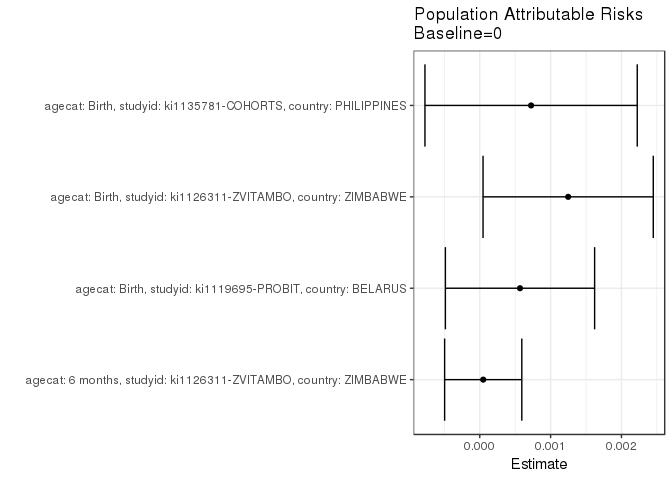 Population Attributable Risks
Baseline=0
agecat: Birth, studyid: ki1135781-COHORTS, country: PHILIPPINES
agecat: Birth, studyid: ki1126311-ZVITAMBO, country: ZIMBABWE
agecat: Birth, studyid: ki1119695-PROBIT, country: BELARUS
agecat: 6 months, studyid: ki1126311-ZVITAMBO, country: ZIMBABWE
0.000 0.001 0.002
Estimate